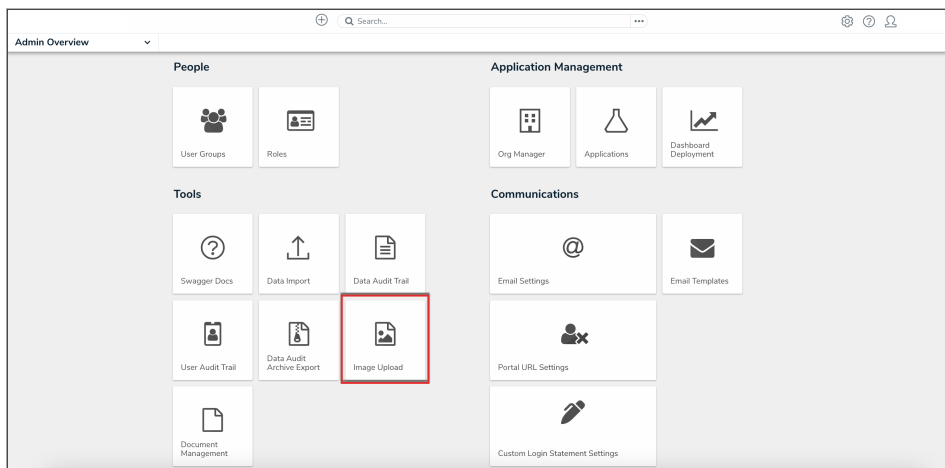 Search...
Admin Overview
People
User Groups
Roles
Application Management
Org Manager
Applications
Dashboard
Deployment
Tools
Swagger Docs
Data Import
Data Audit Trail
User Audit Trail
Data Audit
Archive Export
Image Upload
Document
Management
Communications
@
Email Settings
Email Templates
Portal URL Settings
Custom Login Statement Settings